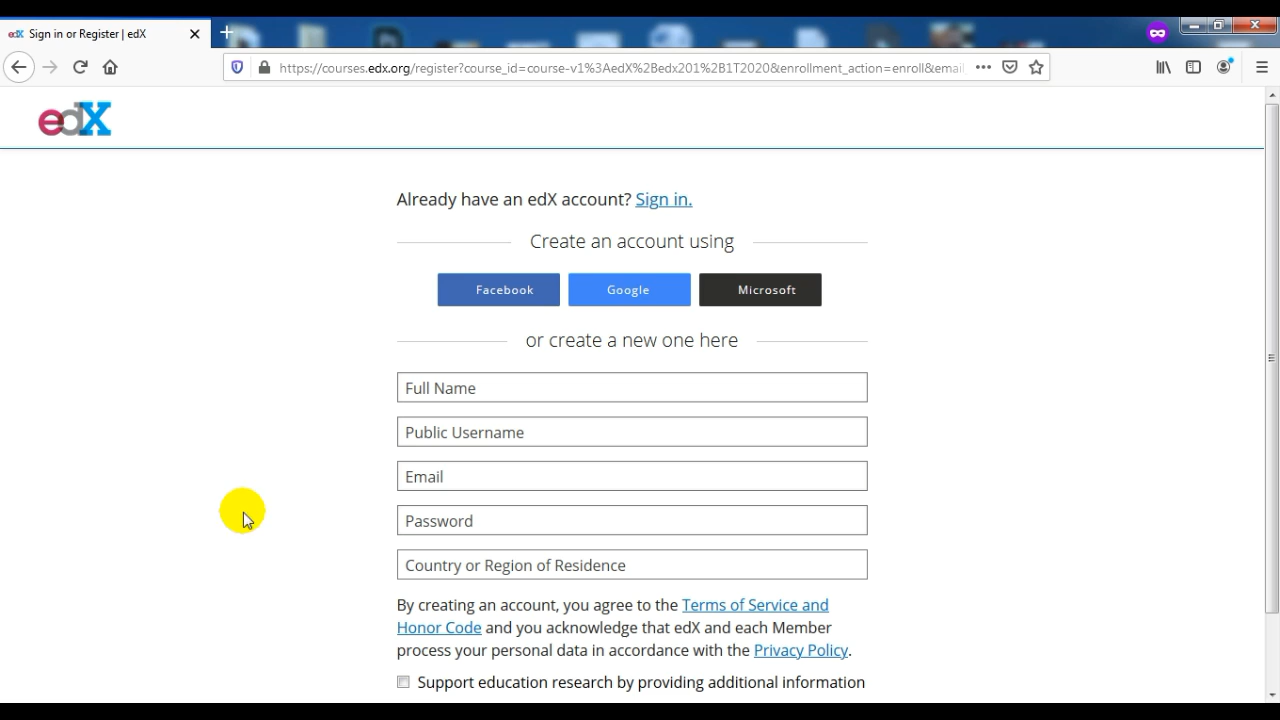 edX Sign in or Register | edX
https://courses.edx.org/register?course_id=course-v1%3AedX%2Bedx201%2B1T2020&enrollment_action=enroll&email
edX
Already have an edX account? Sign in.
Create an account using
Facebook Google Microsoft
or create a new one here
Full Name
Public Username
Email
Password
Country or Region of Residence
By creating an account, you agree to the Terms of Service and
Honor Code and you acknowledge that edX and each Member
process your personal data in accordance with the Privacy Policy.
Support education research by providing additional information